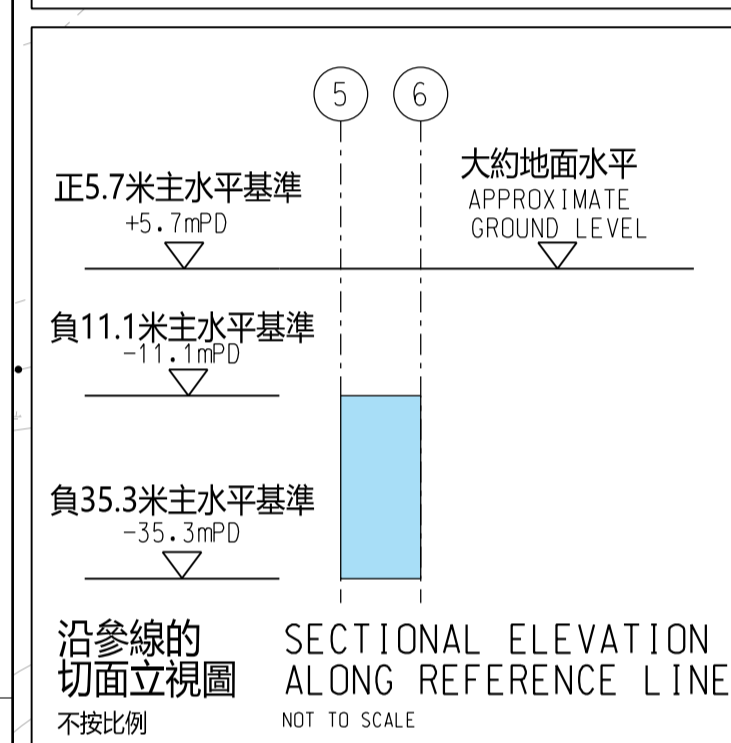 5 6
正5.7米主水平基準
+5.7mPD
大約地面水平
APPROXIMATE
GROUND LEVEL
負11.1米主水平基準
-11.1mPD
負35.3米主水平基準
-35.3mPD
沿參線的
切面立視圖
不按比例
SECTIONAL ELEVATION
ALONG REFERENCE LINE
NOT TO SCALE